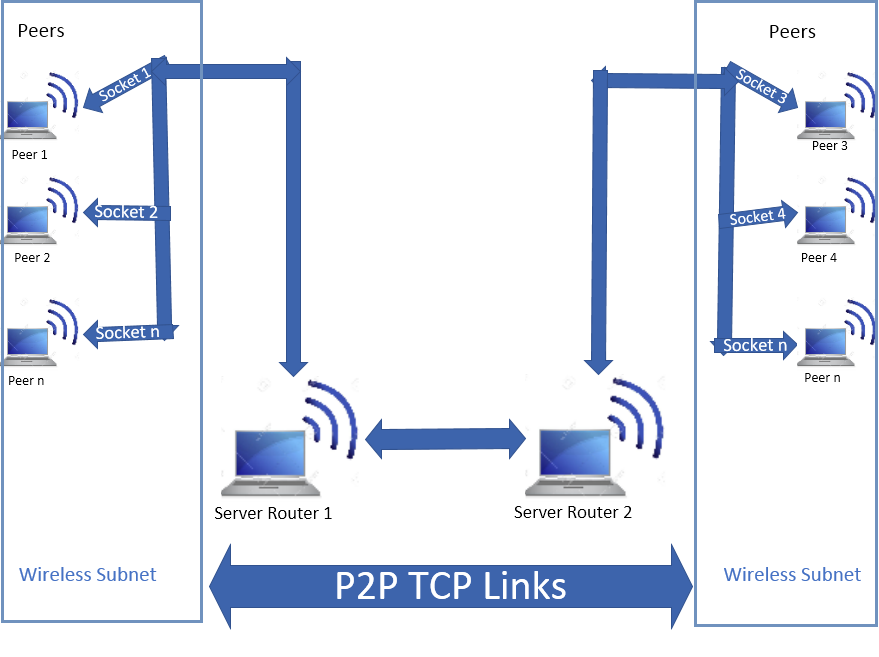 Peers
Socket 1
Peer 1
Socket 2
Peer 2
Socket n
Peer n
Wireless Subnet
Server Router 1
Server Router 2
P2P TCP Links
Peers
Socket 3
Peer 3
Socket 4
Peer 4
Socket n
Peer n
Wireless Subnet